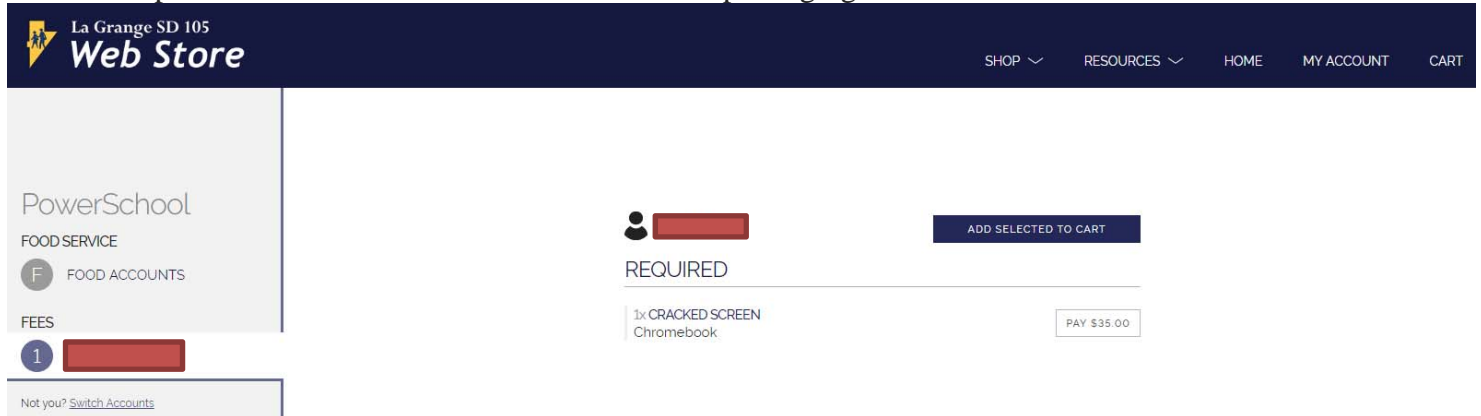 La Grange SD 105
Web Store
SHOP RESOURCES HOME MY ACCOUNT CART
PowerSchool
FOOD SERVICE
F FOOD ACCOUNTS
FEES
1
Not you? Switch Accounts
ADD SELECTED TO CART
REQUIRED
1x CRACKED SCREEN
Chromebook
PAY $35.00